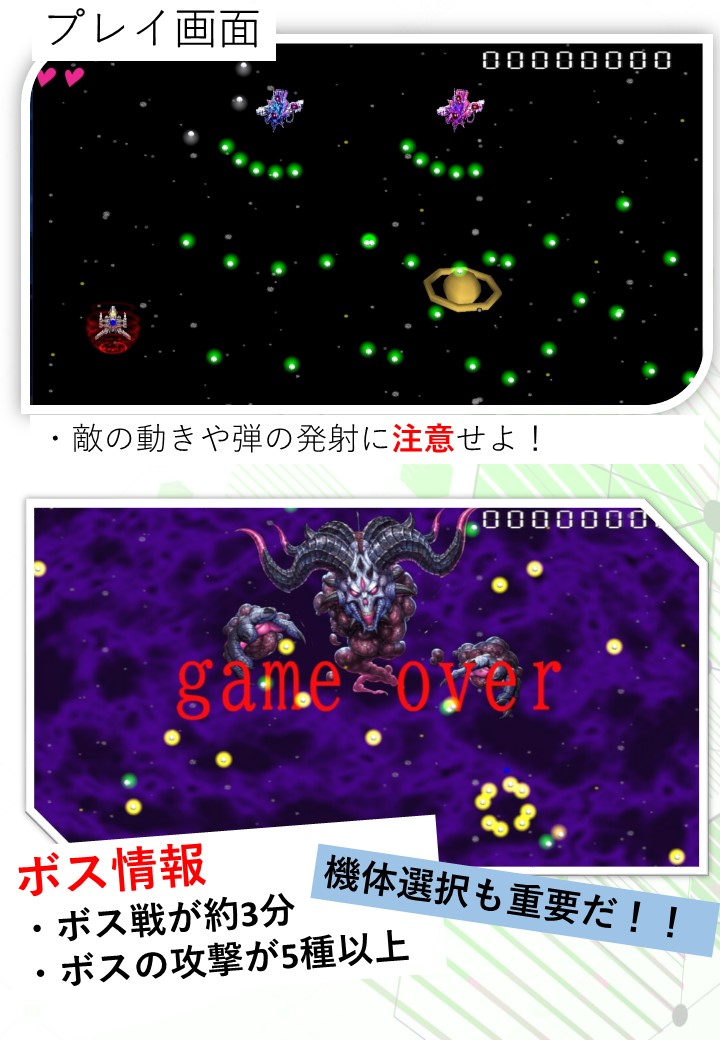 プレイ画面
00000000
・敵の動きや弾の発射に注意せよ！
00000000
game over
ボス情報
・ボス戦が約3分
・ボスの攻撃が5種以上
機体選択も重要だ！！